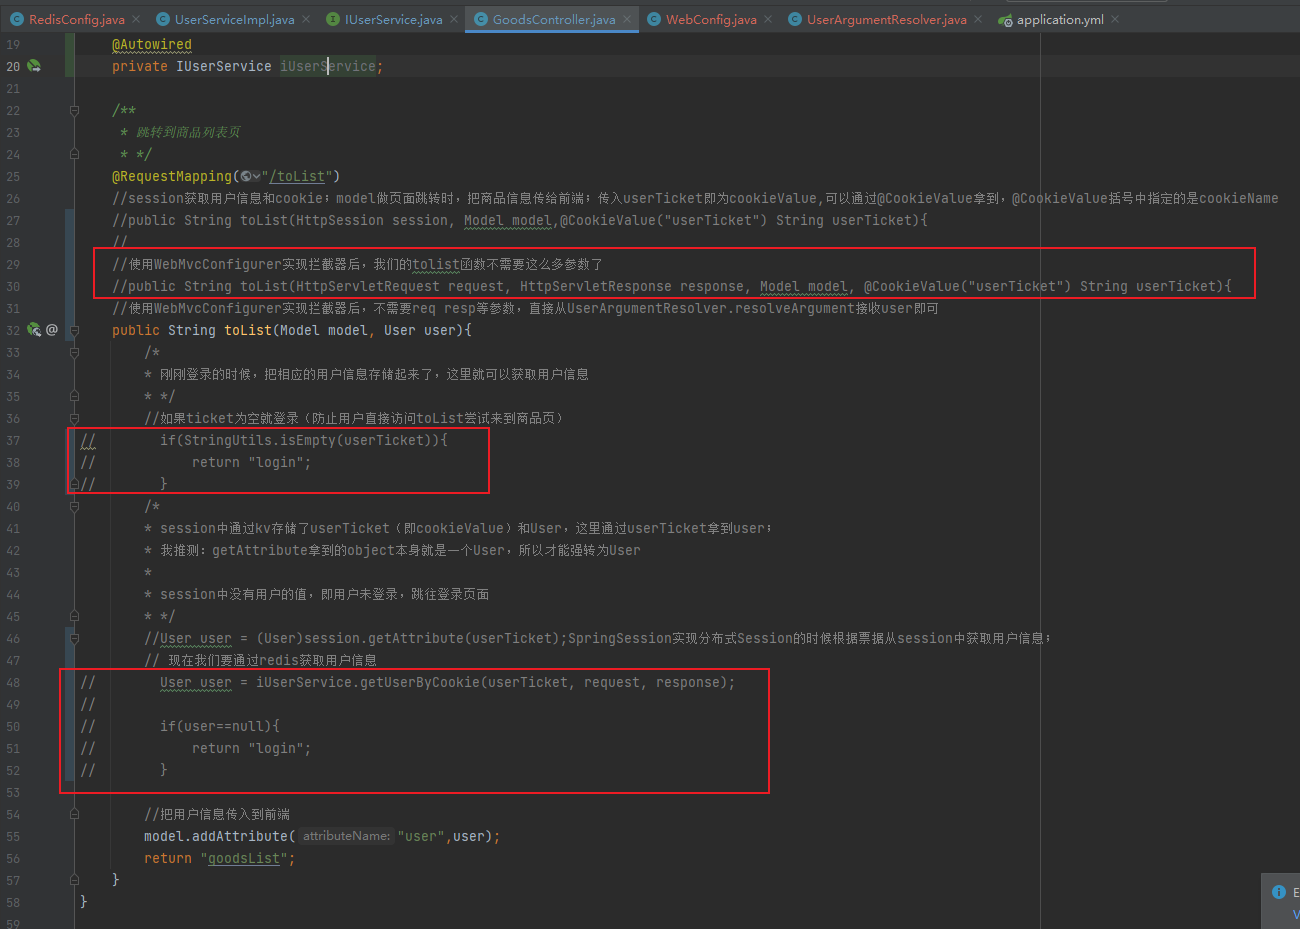 RedisConfig.java × UserServiceImpl.java × IUserService.java × GoodsController.java × WebConfig.java × UserArgumentResolver.java × application.yml ×
19 @Autowired
20 private IUserService iUserService;
21
22 /**
23 * 跳转到商品列表页
24 * */
25 @RequestMapping("/toList")
26 //session获取用户信息和cookie；model做页面跳转时，把商品信息传给前端；传入userTicket即为cookieValue,可以通过@CookieValue拿到，@CookieValue括号中指定的是cookieName
27 //public String toList(HttpSession session, Model model,@CookieValue("userTicket") String userTicket){
28 //
29 //使用WebMvcConfigurer实现拦截器后，我们的tolist函数不需要这么多参数了
30 //public String toList(HttpServletRequest request, HttpServletResponse response, Model model, @CookieValue("userTicket") String userTicket){
31 //使用WebMvcConfigurer实现拦截器后，不需要req resp等参数，直接从UserArgumentResolver.resolveArgument接收user即可
32 @ public String toList(Model model, User user){
33 /*
34 * 刚刚登录的时候，把相应的用户信息存储起来了，这里就可以获取用户信息
35 * */
36 //如果ticket为空就登录（防止用户直接访问toList尝试来到商品页）
37 // if(StringUtils.isEmpty(userTicket)){
38 // return "login";
39 // }
40 /*
41 * session中通过kv存储了userTicket（即cookieValue）和User，这里通过userTicket拿到user；
42 * 我推测：getAttribute拿到的object本身就是一个User，所以才能强转为User
43 *
44 * session中没有用户的值，即用户未登录，跳往登录页面
45 * */
46 //User user = (User)session.getAttribute(userTicket);SpringSession实现分布式Session的时候根据票据从session中获取用户信息；
47 // 现在我们要通过redis获取用户信息
48 // User user = iUserService.getUserByCookie(userTicket, request, response);
49 //
50 // if(user==null){
51 // return "login";
52 // }
53
54 //把用户信息传入到前端
55 model.addAttribute( attributeName: "user",user);
56 return "goodsList";
57 }
58 }
59
E
V